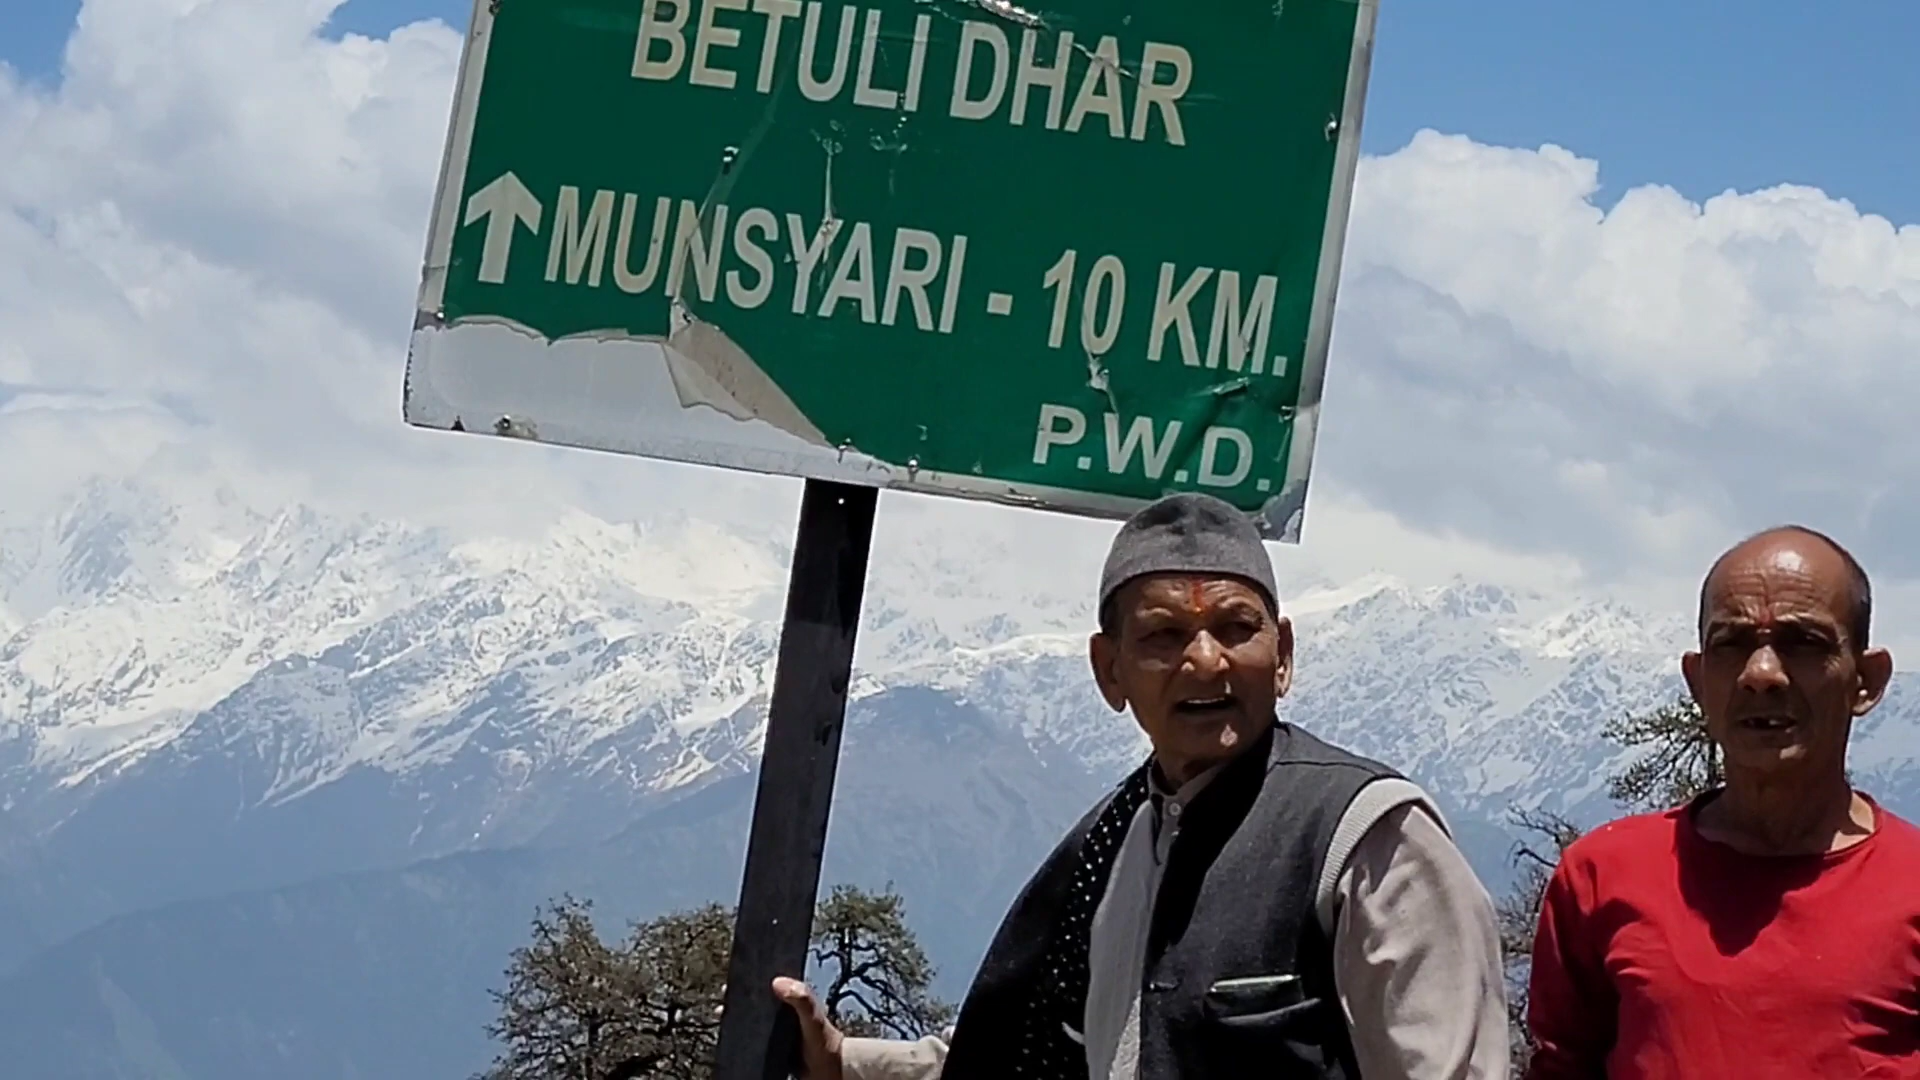 BETULI DHAR
↑ MUNSYARI - 10 KM.
P.W.D.